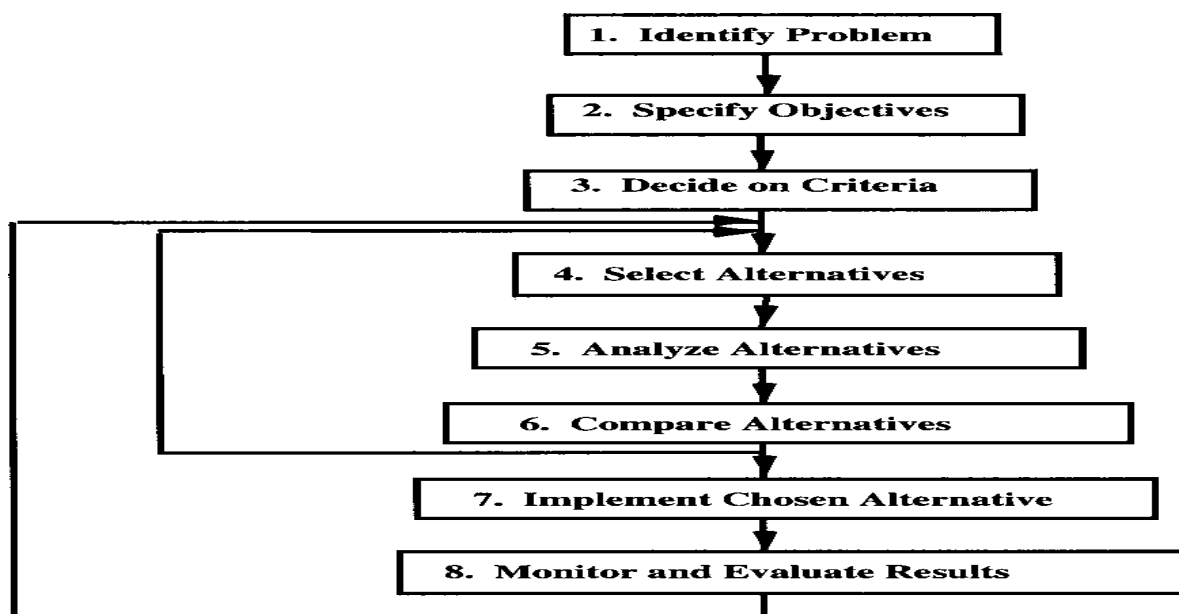 1. Identify Problem
2. Specify Objectives
3. Decide on Criteria
4. Select Alternatives
5. Analyze Alternatives
6. Compare Alternatives
7. Implement Chosen Alternative
8. Monitor and Evaluate Results